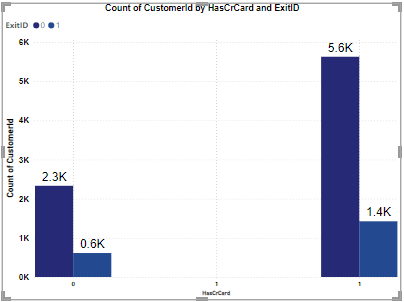 Count of CustomerId by HasCrCard and ExitID
ExitID 0 1
Count of CustomerId
6K
5K
4K
3K
2K
1K
0K
2.3K
0.6K
5.6K
1.4K
0 1 1
HasCrCard